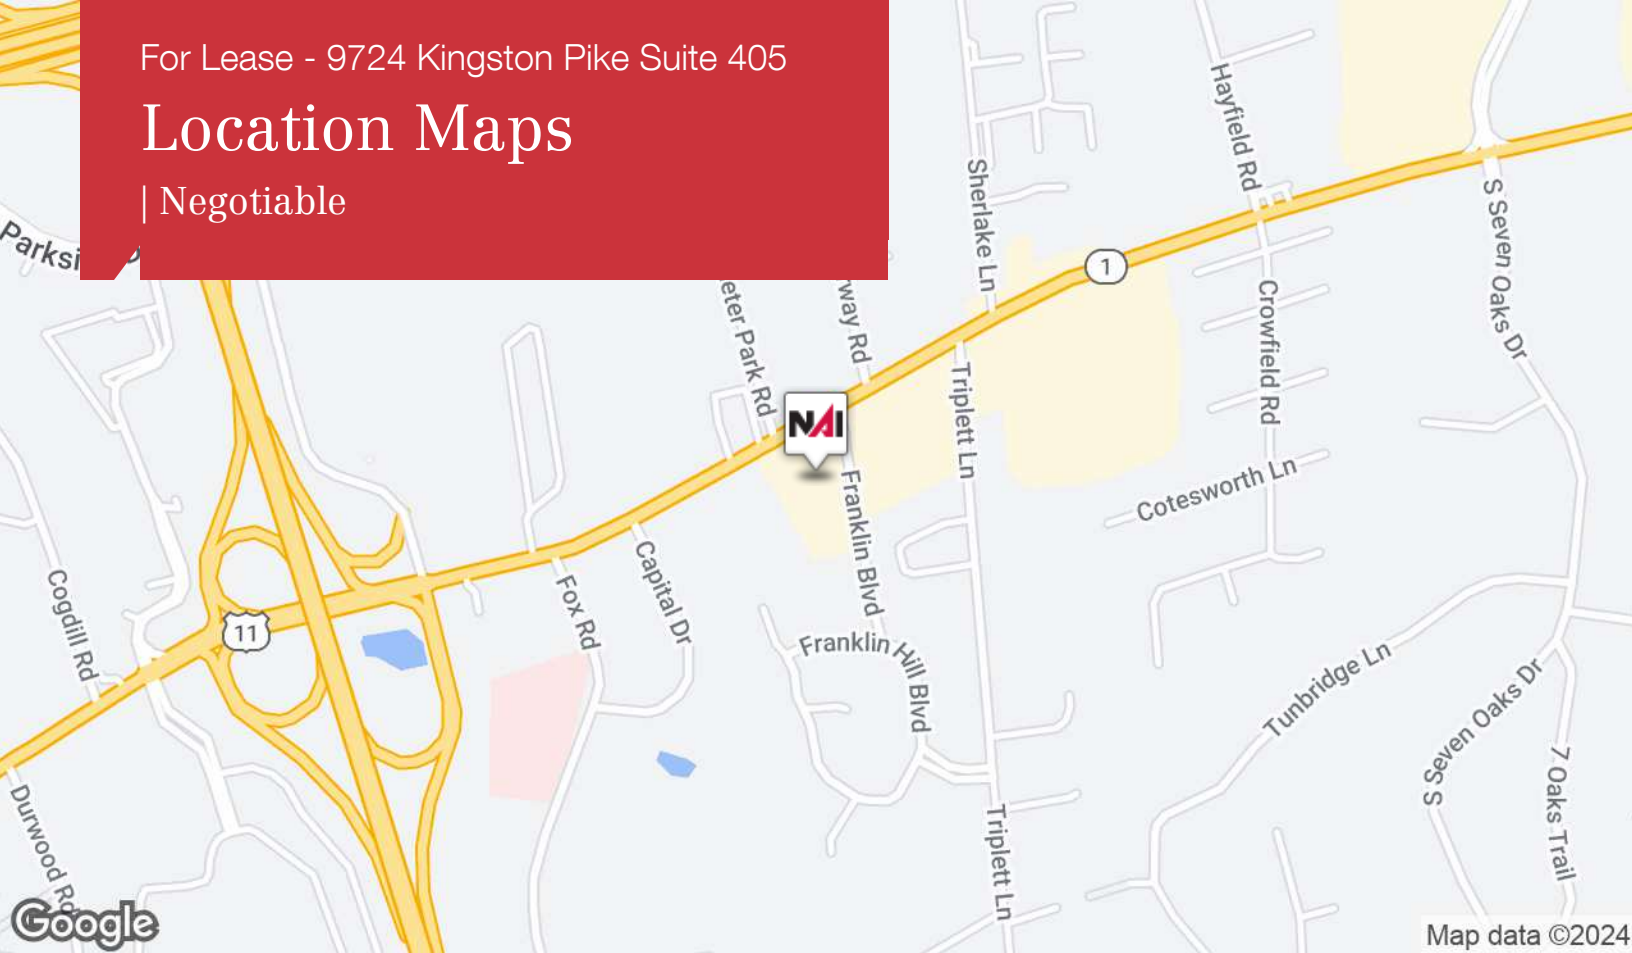 For Lease - 9724 Kingston Pike Suite 405
Location Maps
| Negotiable
Parksi
Hayfield Rd
Sherlake Ln
S Seven Oaks Dr
1
eter Park Rd
way Rd
Crowfield Rd
Triplett Ln
NAI
Cotesworth Ln
Franklin Blvd
Capital Dr
Fox Rd
Cogdill Rd
11
Franklin Hill Blvd
Tunbridge Ln
S Seven Oaks Dr
7 Oaks Trail
Durwood Rd
Triplett Ln
Google
Map data ©2024